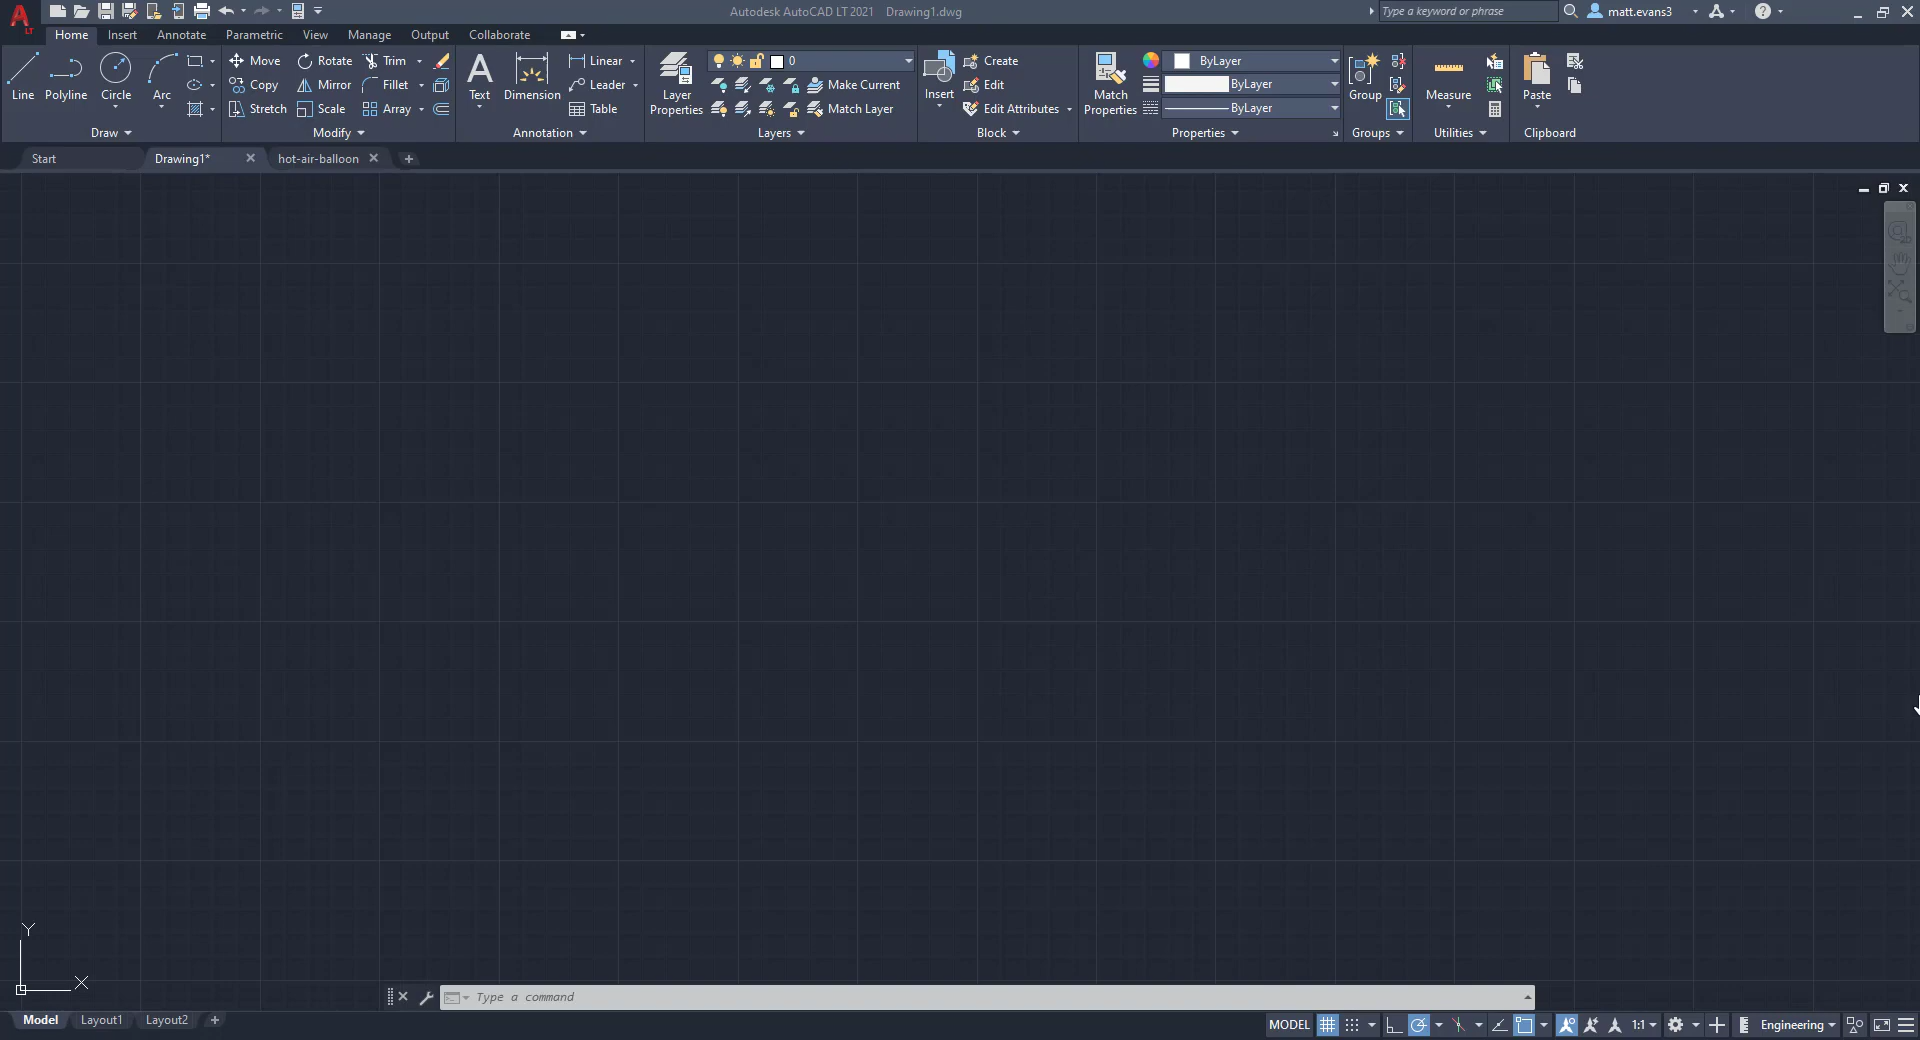 Autodesk AutoCAD LT 2021 Drawing1.dwg
Type a keyword or phrase
matt.evans3
LT
Home Insert Annotate Parametric View Manage Output Collaborate
Line Polyline Circle Arc
Move Rotate Trim
Copy Mirror Fillet
Stretch Scale Array
Text Dimension
Linear
Leader
Table
Layer
Properties
0
Make Current
Match Layer
Insert
Create
Edit
Edit Attributes
Match
Properties
ByLayer
ByLayer
ByLayer
Group
Measure
Paste
Draw Modify Annotation Layers Block Properties Groups Utilities Clipboard
Start Drawing1* hot-air-balloon
Y
X
Type a command
Model Layout1 Layout2
MODEL 1:1 Engineering